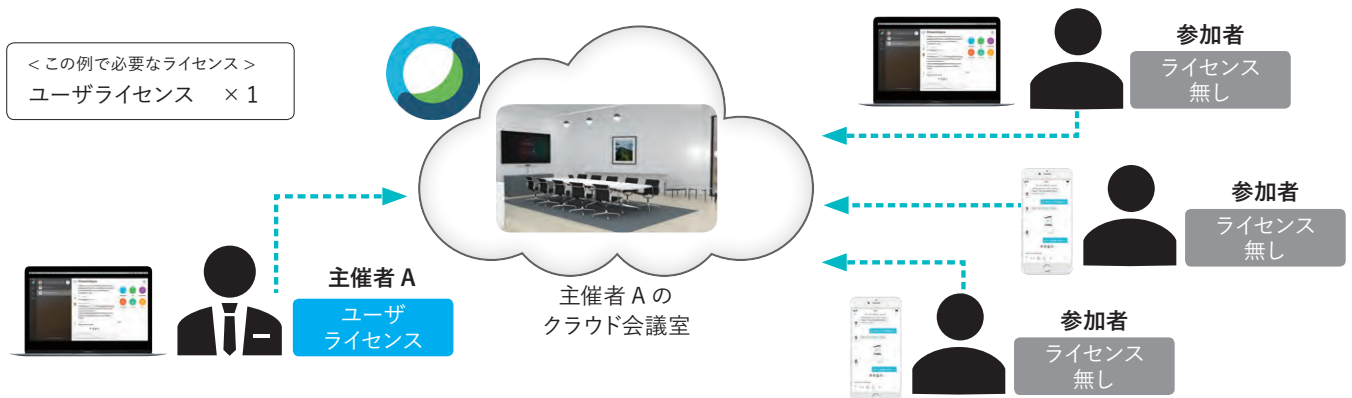 < この例で必要なライセンス >
ユーザライセンス × 1
主催者 A
ユーザ
ライセンス
主催者 A の
クラウド会議室
参加者
ライセンス
無し
参加者
ライセンス
無し
参加者
ライセンス
無し